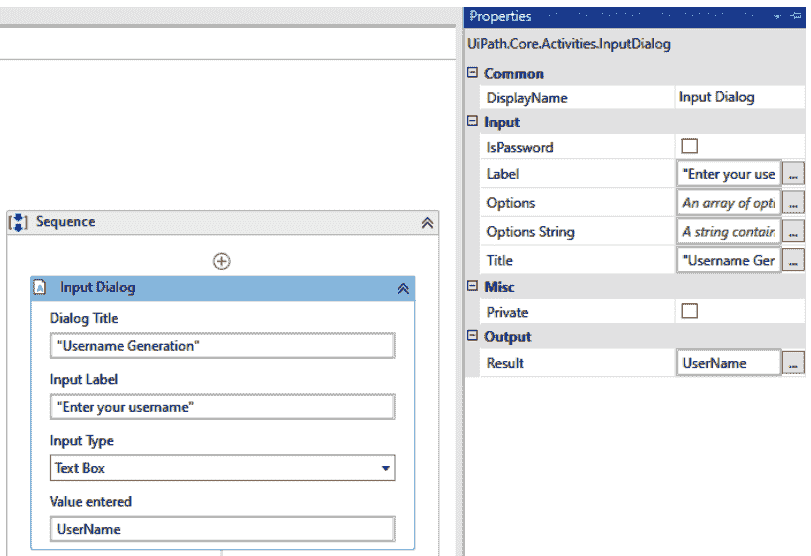 Properties
UiPath.Core.Activities.InputDialog
Common
DisplayName Input Dialog
Input
IsPassword
Label "Enter your use ...
Options An array of opti ...
Options String A string contain ...
Title "Username Ger ...
Misc
Private
Output
Result UserName ...
Sequence
Input Dialog
Dialog Title
"Username Generation"
Input Label
"Enter your username"
Input Type
Text Box
Value entered
UserName